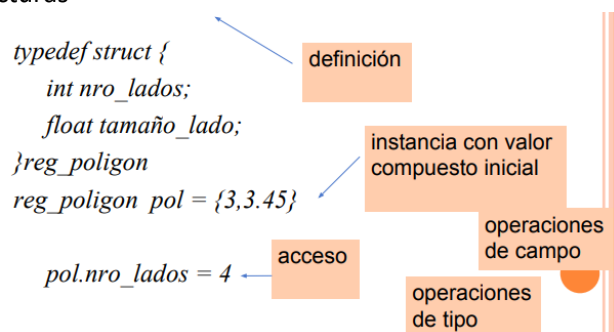 typedef struct {
definición
int nro_lados;
float tamaño_lado;
}reg_poligon
instancia con valor
compuesto inicial
reg_poligon pol = {3,3.45}
operaciones
de campo
acceso
pol.nro_lados = 4
operaciones
de tipo